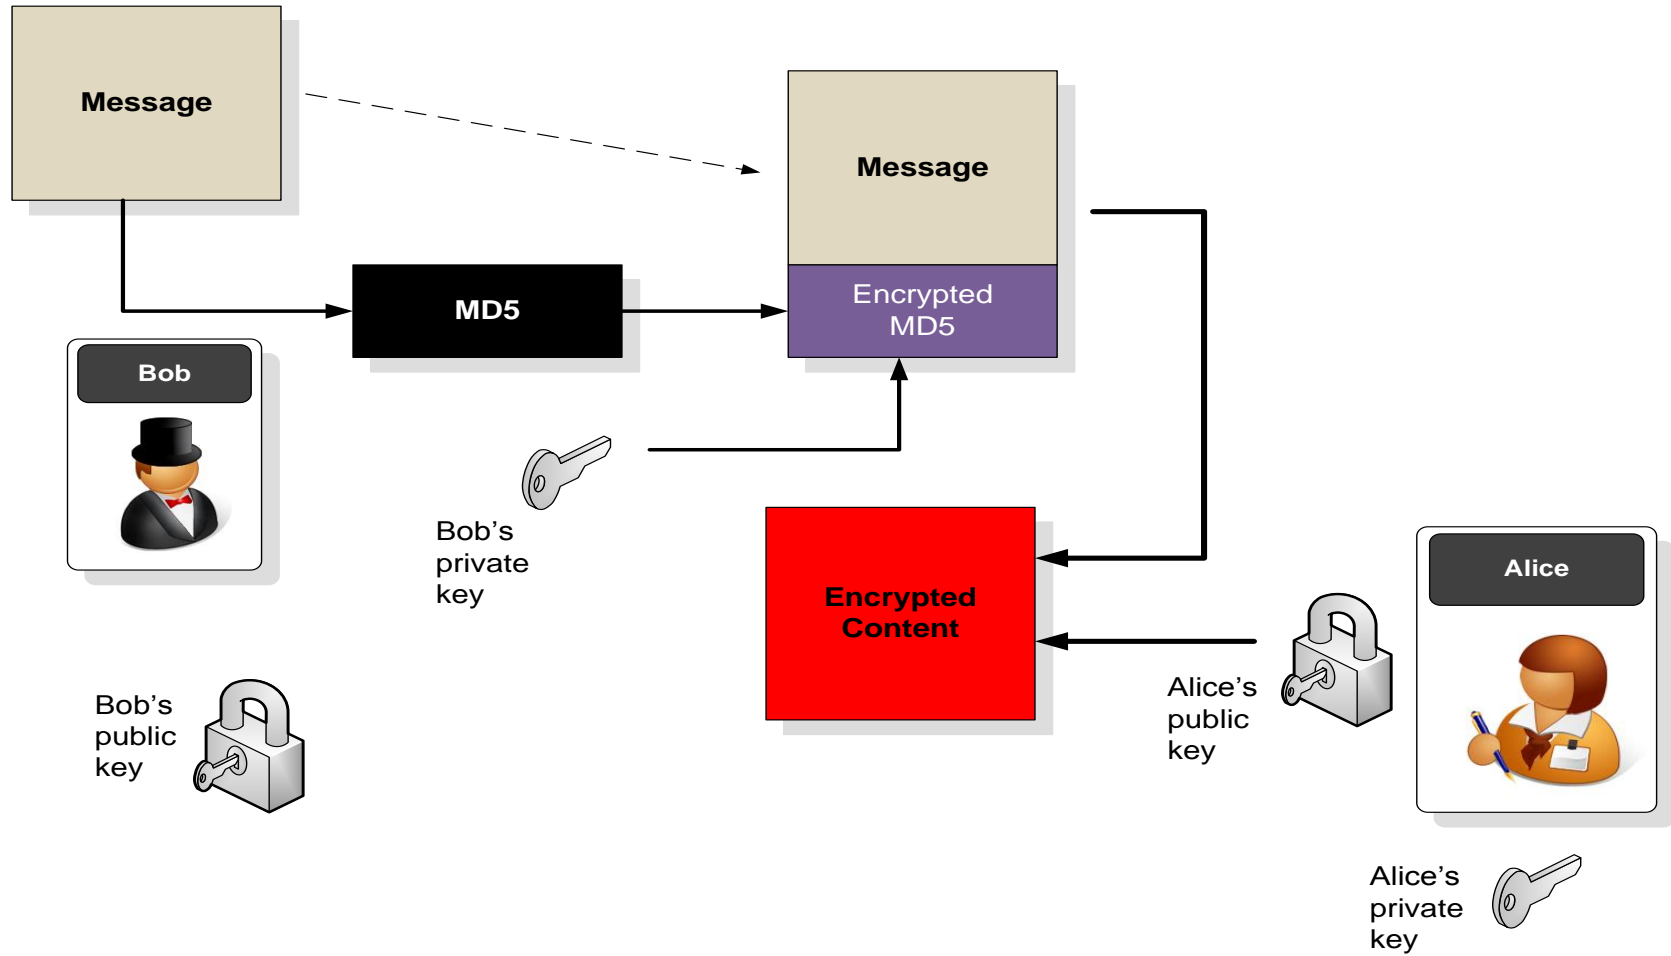 Message
Message
MD5
Encrypted
MD5
Bob
Bob's
private
key
Encrypted
Content
Alice
Bob's
public
key
Alice's
public
key
Alice's
private
key